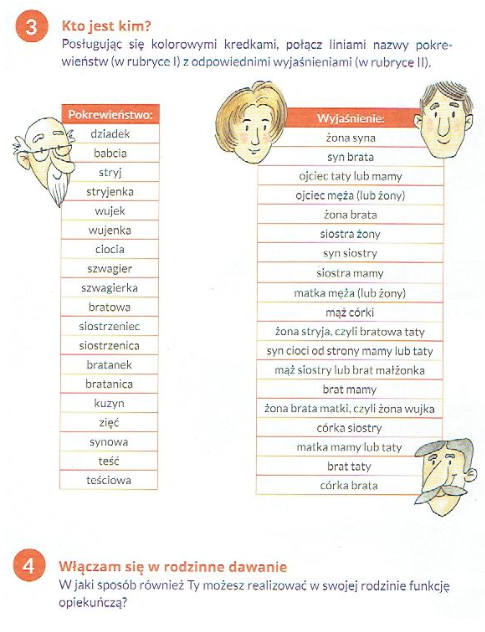 3 Kto jest kim?
Posługując się kolorowymi kredkami, połącz liniami nazwy pokre-
wieństw (w rubryce I) z odpowiednimi wyjaśnieniami (w rubryce II).
Pokrewieństwo:
dziadek
babcia
stryj
stryjenka
wujek
wujenka
ciocia
szwagier
szwagierka
bratowa
siostrzeniec
siostrzenica
bratanek
bratanica
kuzyn
zięć
synowa
teść
teściowa
Wyjaśnienie:
żona syna
syn brata
ojciec taty lub mamy
ojciec męża (lub żony)
żona brata
siostra żony
syn siostry
siostra mamy
matka męża (lub żony)
mąż córki
żona stryja, czyli bratowa taty
syn cioci od strony mamy lub taty
mąż siostry lub brat małżonka
brat mamy
żona brata matki, czyli żona wujka
córka siostry
matka mamy lub taty
brat taty
córka brata
4 Włączam się w rodzinne dawanie
W jaki sposób również Ty możesz realizować w swojej rodzinie funkcję
opiekuńczą?